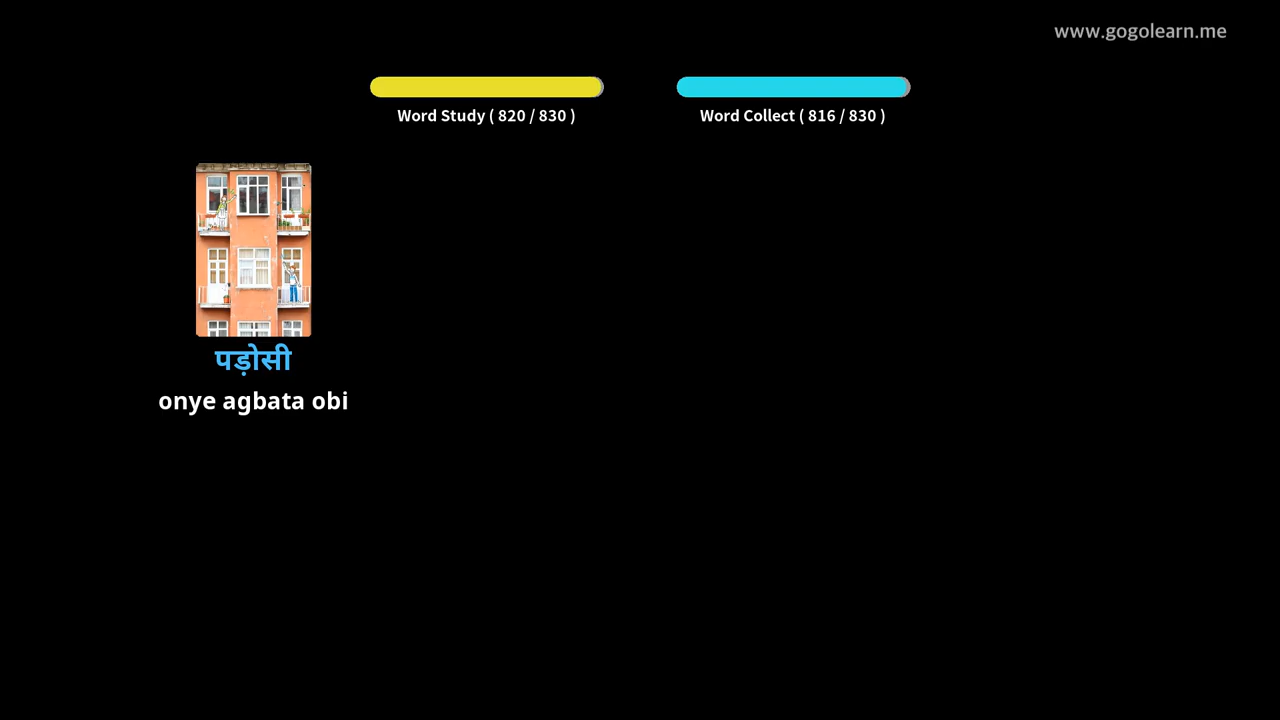 www.gogolearn.me
Word Study ( 820 / 830 )
Word Collect ( 816 / 830 )
पड़ोसी
onye agbata obi